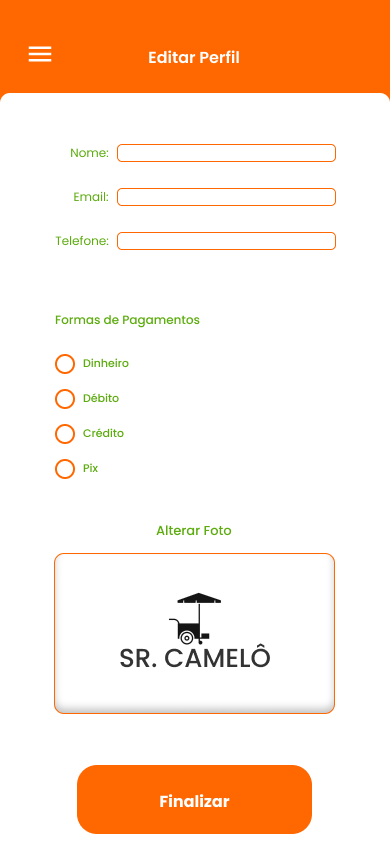 Editar Perfil
Nome:
Email:
Telefone:
Formas de Pagamentos
Dinheiro
Débito
Crédito
Pix
Alterar Foto
SR. CAMELÔ
Finalizar